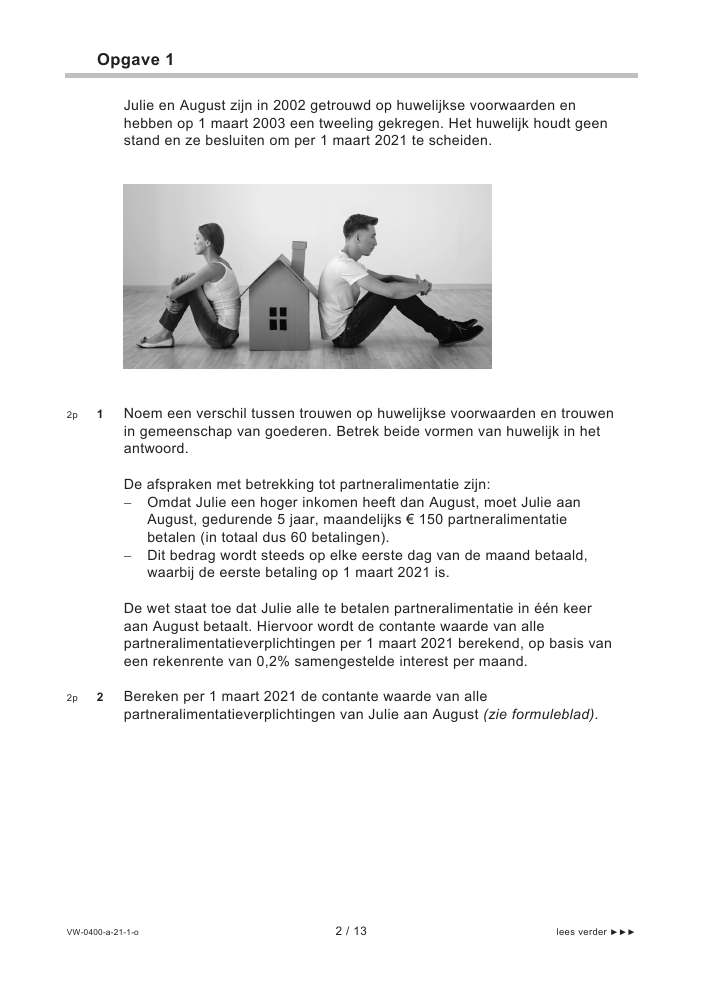 Opgave 1
Julie en August zijn in 2002 getrouwd op huwelijkse voorwaarden en
hebben op 1 maart 2003 een tweeling gekregen. Het huwelijk houdt geen
stand en ze besluiten om per 1 maart 2021 te scheiden.
2p 1 Noem een verschil tussen trouwen op huwelijkse voorwaarden en trouwen
in gemeenschap van goederen. Betrek beide vormen van huwelijk in het
antwoord.
De afspraken met betrekking tot partneralimentatie zijn:
– Omdat Julie een hoger inkomen heeft dan August, moet Julie aan
August, gedurende 5 jaar, maandelijks € 150 partneralimentatie
betalen (in totaal dus 60 betalingen).
– Dit bedrag wordt steeds op elke eerste dag van de maand betaald,
waarbij de eerste betaling op 1 maart 2021 is.
De wet staat toe dat Julie alle te betalen partneralimentatie in één keer
aan August betaalt. Hiervoor wordt de contante waarde van alle
partneralimentatieverplichtingen per 1 maart 2021 berekend, op basis van
een rekenrente van 0,2% samengestelde interest per maand.
2p 2 Bereken per 1 maart 2021 de contante waarde van alle
partneralimentatieverplichtingen van Julie aan August (zie formuleblad).
VW-0400-a-21-1-o 2 / 13 lees verder ►►►